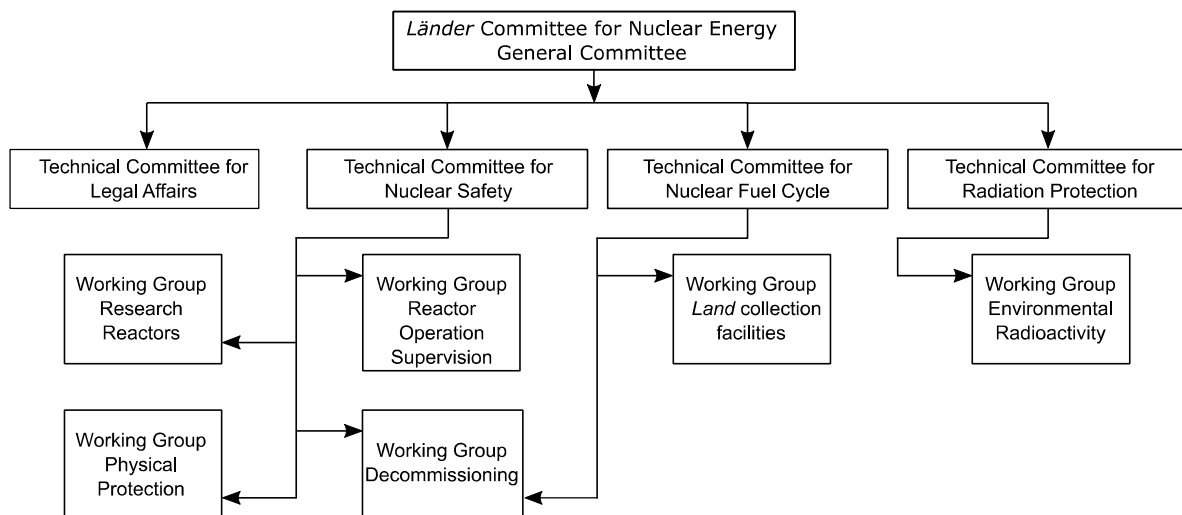 Länder Committee for Nuclear Energy
General Committee
Technical Committee for
Legal Affairs
Technical Committee for
Nuclear Safety
Technical Committee for
Nuclear Fuel Cycle
Technical Committee for
Radiation Protection
Working Group
Research
Reactors
Working Group
Reactor
Operation
Supervision
Working Group
Land collection
facilities
Working Group
Environmental
Radioactivity
Working Group
Physical
Protection
Working Group
Decommissioning